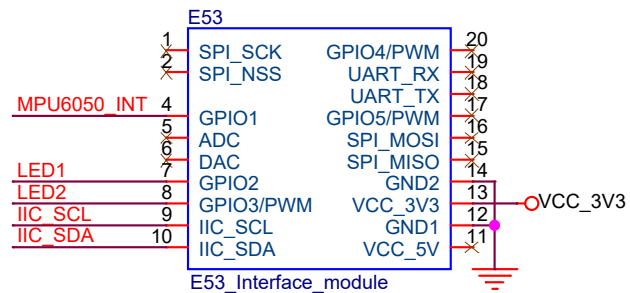 E53
1 SPI_SCK GPIO4/PWM 20
2 SPI_NSS UART_RX 19
UART_TX 18
MPU6050_INT 4 GPIO1 GPIO5/PWM 17
5 ADC SPI_MOSI 16
6 DAC SPI_MISO 15
LED1 7 GPIO2 GND2 14
LED2 8 GPIO3/PWM VCC_3V3 13 VCC_3V3
IIC_SCL 9 IIC_SCL GND1 12
IIC_SDA 10 IIC_SDA VCC_5V 11
E53_Interface_module